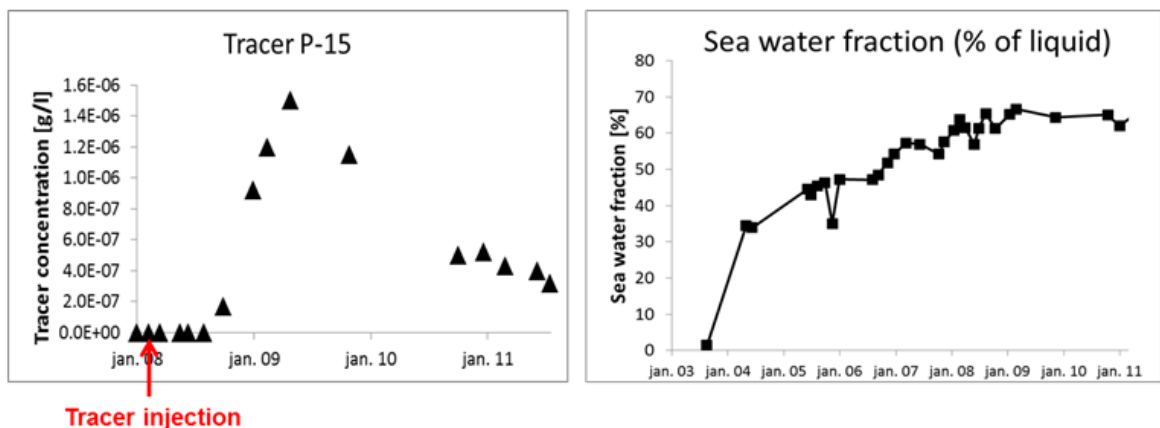 Tracer P-15
Tracer concentration [g/l]
1.6E-06
1.4E-06
1.2E-06
1.0E-06
8.0E-07
6.0E-07
4.0E-07
2.0E-07
0.0E+00
jan. 08 jan. 09 jan. 10 jan. 11
Tracer injection
Sea water fraction (% of liquid)
Sea water fraction [%]
80
70
60
50
40
30
20
10
0
jan. 03 jan. 04 jan. 05 jan. 06 jan. 07 jan. 08 jan. 09 jan. 10 jan. 11